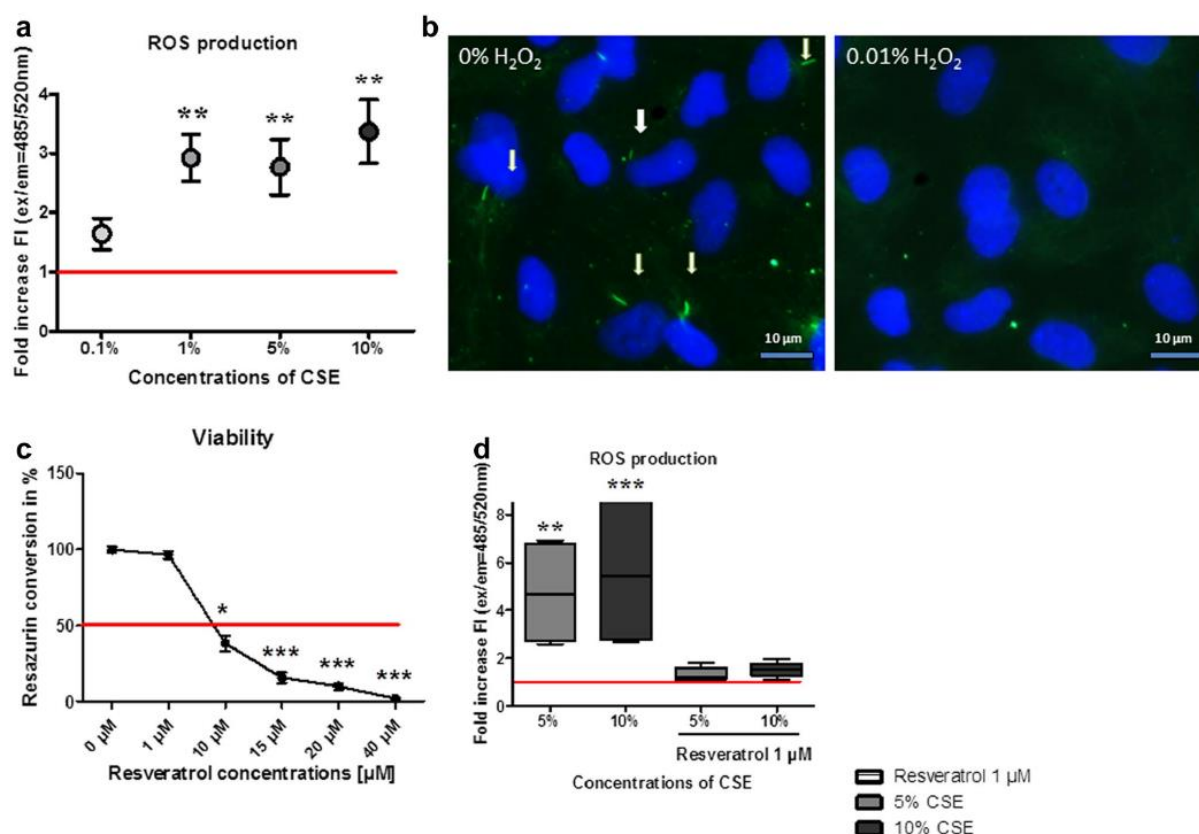 a
ROS production
Fold increase FI (ex/em=485/520nm)
4
3
2
1
0
**
**
**
0.1%
1%
5%
10%
Concentrations of CSE
b
0% H₂O₂
10 µm
0.01% H₂O₂
10 µm
c
Viability
Resazurin conversion in %
150
100
50
0
*
***
***
***
0 µM
1 µM
10 µM
15 µM
20 µM
40 µM
Resveratrol concentrations [µM]
d
ROS production
Fold increase FI (ex/em=485/520nm)
8
6
4
2
0
**
***
5%
10%
5%
10%
Resveratrol 1 µM
Concentrations of CSE
Resveratrol 1 µM
5% CSE
10% CSE